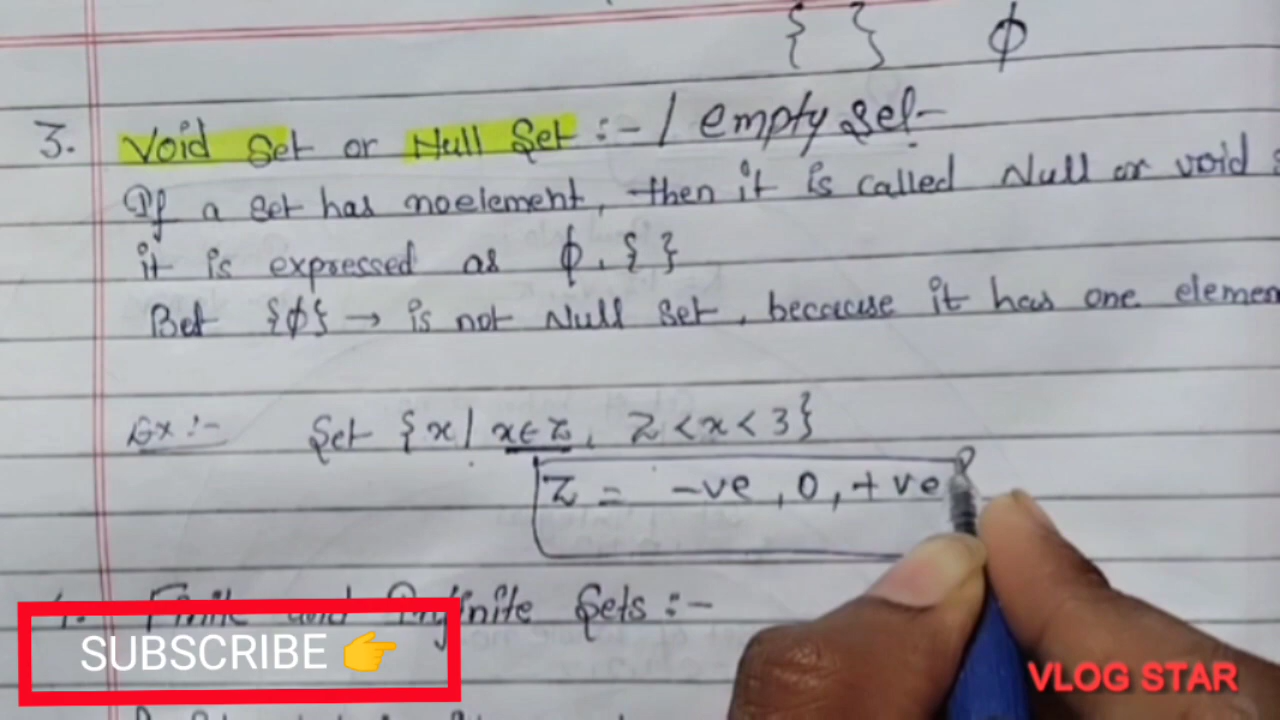 { } ϕ
3. Void Set or Null Set :- / empty Set
If a set has noelement, then it is called Null or void
it is expressed as ϕ, { }
But {ϕ} → is not Null Set, because it has one elemen
Ex :- Set {x / x∈Z, 2 < x < 3}
Z = -ve, 0, +ve
4. Finite and Infinite Sets :-
SUBSCRIBE 👉
VLOG STAR